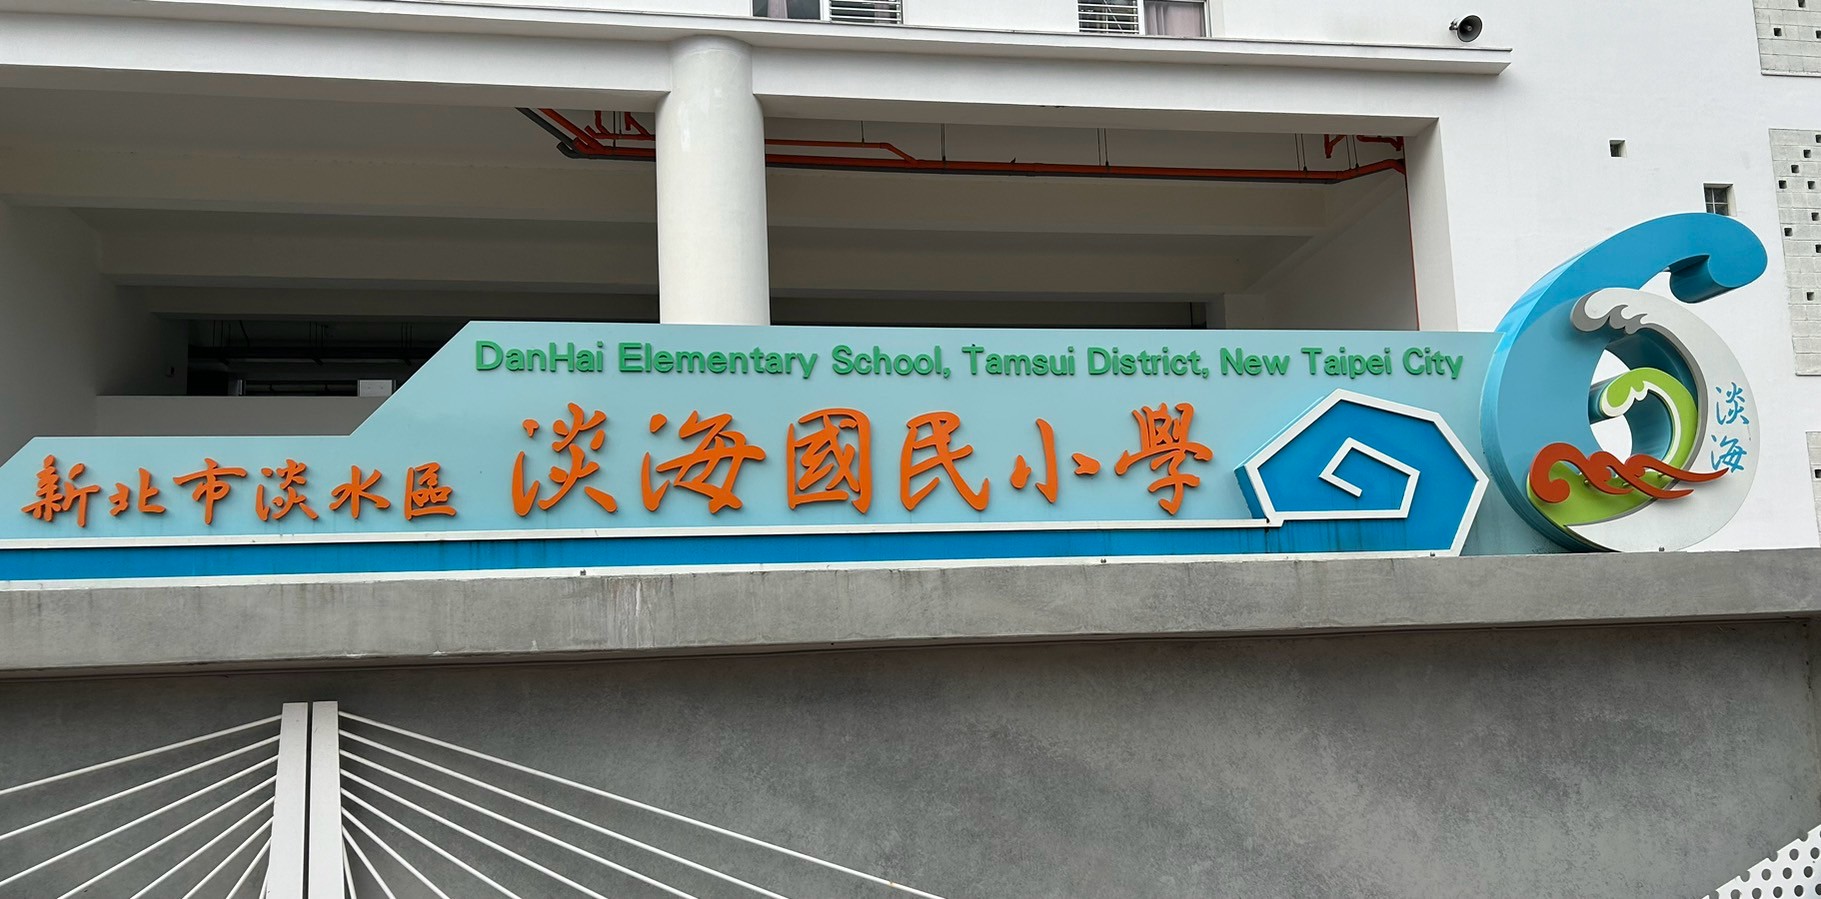 DanHai Elementary School, Tamsui District, New Taipei City
新北市淡水區 淡海國民小學
淡海